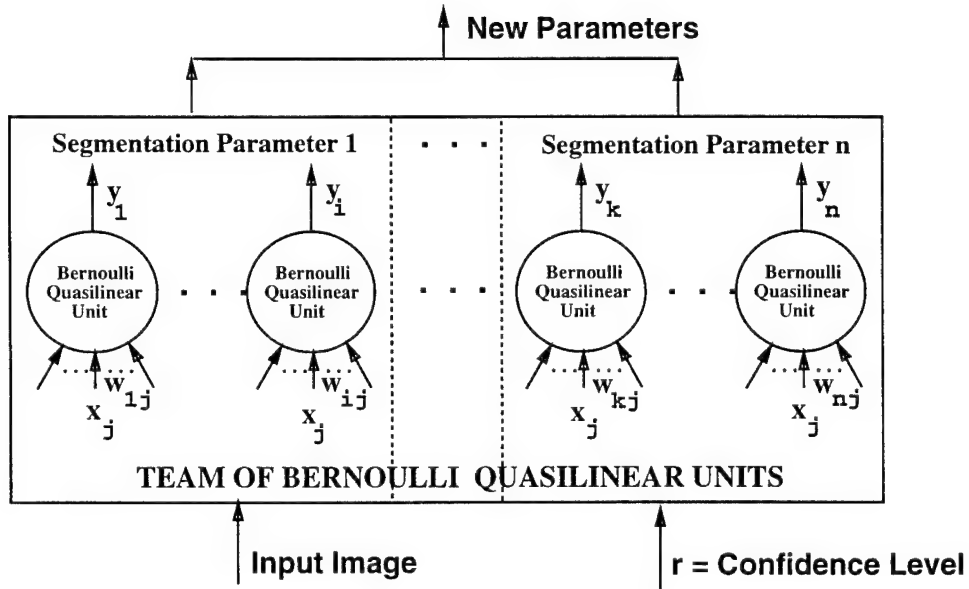 New Parameters
Segmentation Parameter 1 . . . Segmentation Parameter n
y1 yi yk yn
Bernoulli Quasilinear Unit
. . .
Bernoulli Quasilinear Unit
. . .
Bernoulli Quasilinear Unit
. . .
Bernoulli Quasilinear Unit
w1j wij wkj wnj
xj xj xj xj
TEAM OF BERNOULLI QUASILINEAR UNITS
Input Image
r = Confidence Level